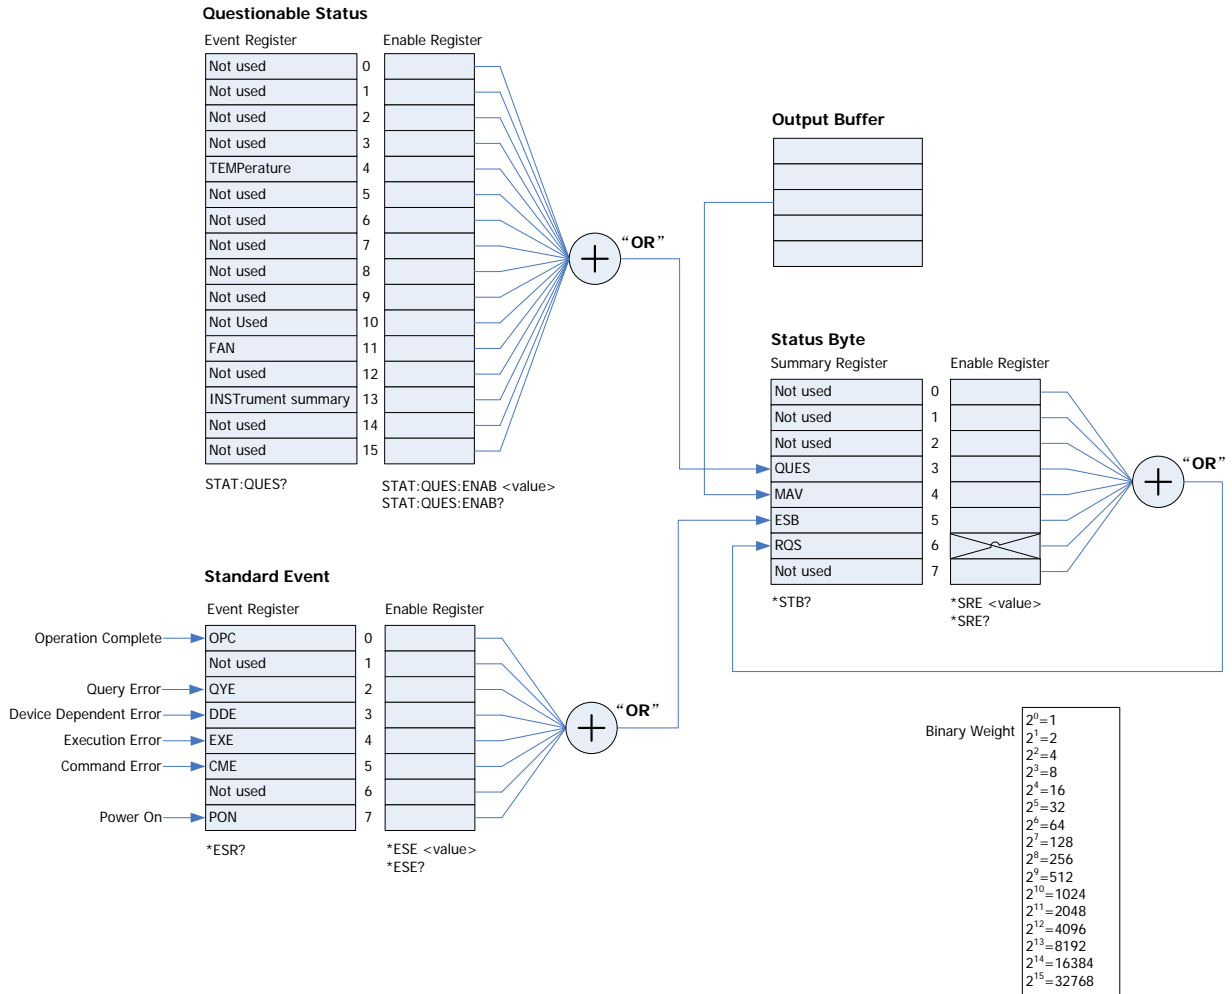 Questionable Status
Event Register
Enable Register
Not used 0
Not used 1
Not used 2
Not used 3
TEMPerature 4
Not used 5
Not used 6
Not used 7
Not used 8
Not used 9
Not Used 10
FAN 11
Not used 12
INSTrument summary 13
Not used 14
Not used 15
STAT:QUES?
STAT:QUES:ENAB <value>
STAT:QUES:ENAB?
“OR”
Output Buffer
Status Byte
Summary Register
Enable Register
Not used 0
Not used 1
Not used 2
QUES 3
MAV 4
ESB 5
RQS 6
Not used 7
*STB?
*SRE <value>
*SRE?
“OR”
Standard Event
Event Register
Enable Register
Operation Complete OPC 0
Not used 1
Query Error QYE 2
Device Dependent Error DDE 3
Execution Error EXE 4
Command Error CME 5
Not used 6
Power On PON 7
*ESR?
*ESE <value>
*ESE?
“OR”
Binary Weight
2⁰=1
2¹=2
2²=4
2³=8
2⁴=16
2⁵=32
2⁶=64
2⁷=128
2⁸=256
2⁹=512
2¹⁰=1024
2¹¹=2048
2¹²=4096
2¹³=8192
2¹⁴=16384
2¹⁵=32768